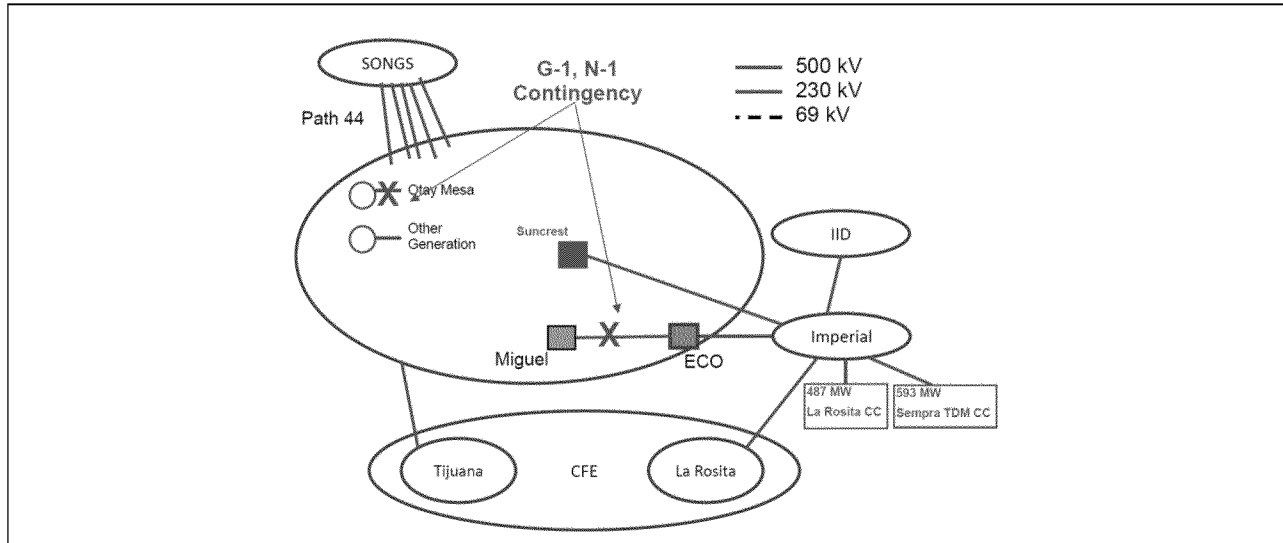 SONGS
G-1, N-1
Contingency
500 kV
230 kV
69 kV
Path 44
X
Otay Mesa
Other
Generation
Suncrest
IID
X
Imperial
Miguel
ECO
487 MW
La Rosita CC
593 MW
Sempra TDM CC
Tijuana
CFE
La Rosita